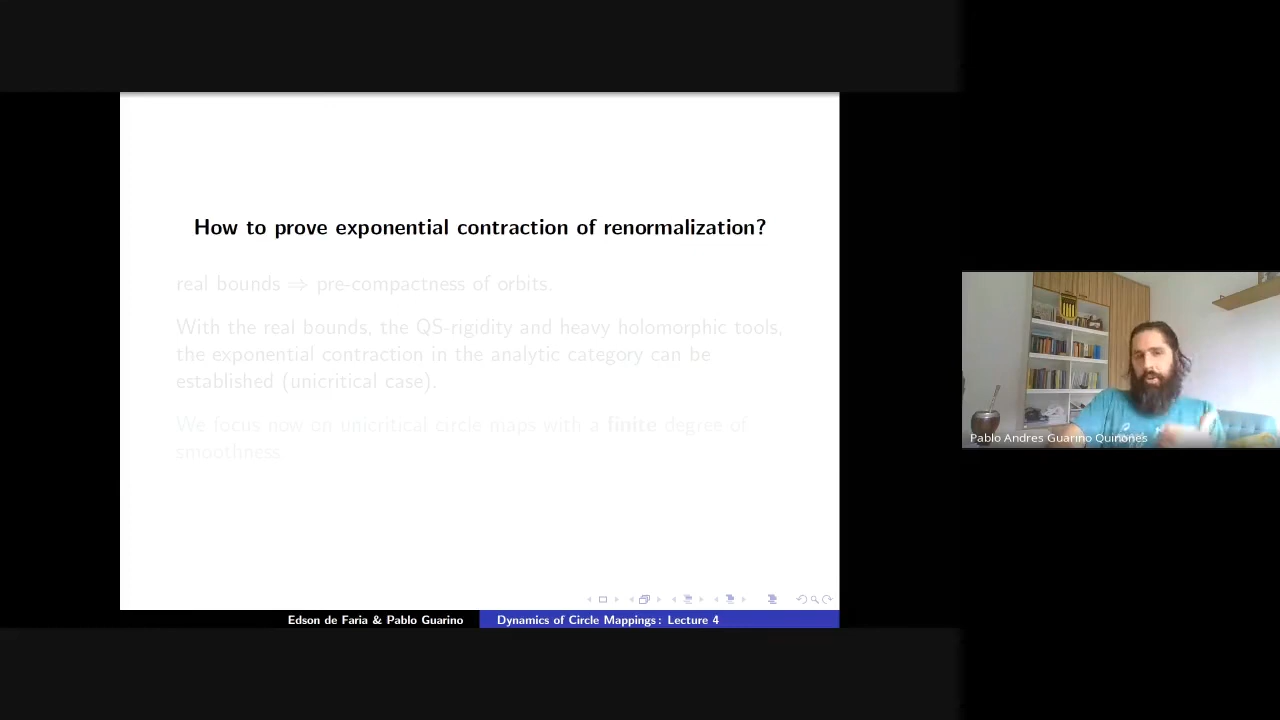 How to prove exponential contraction of renormalization?
real bounds ⇒ pre-compactness of orbits.
With the real bounds, the QS-rigidity and heavy holomorphic tools,
the exponential contraction in the analytic category can be
established (unicritical case).
We focus now on unicritical circle maps with a finite degree of
smoothness
Edson de Faria & Pablo Guarino
Dynamics of Circle Mappings: Lecture 4
Pablo Andres Guarino Quinones